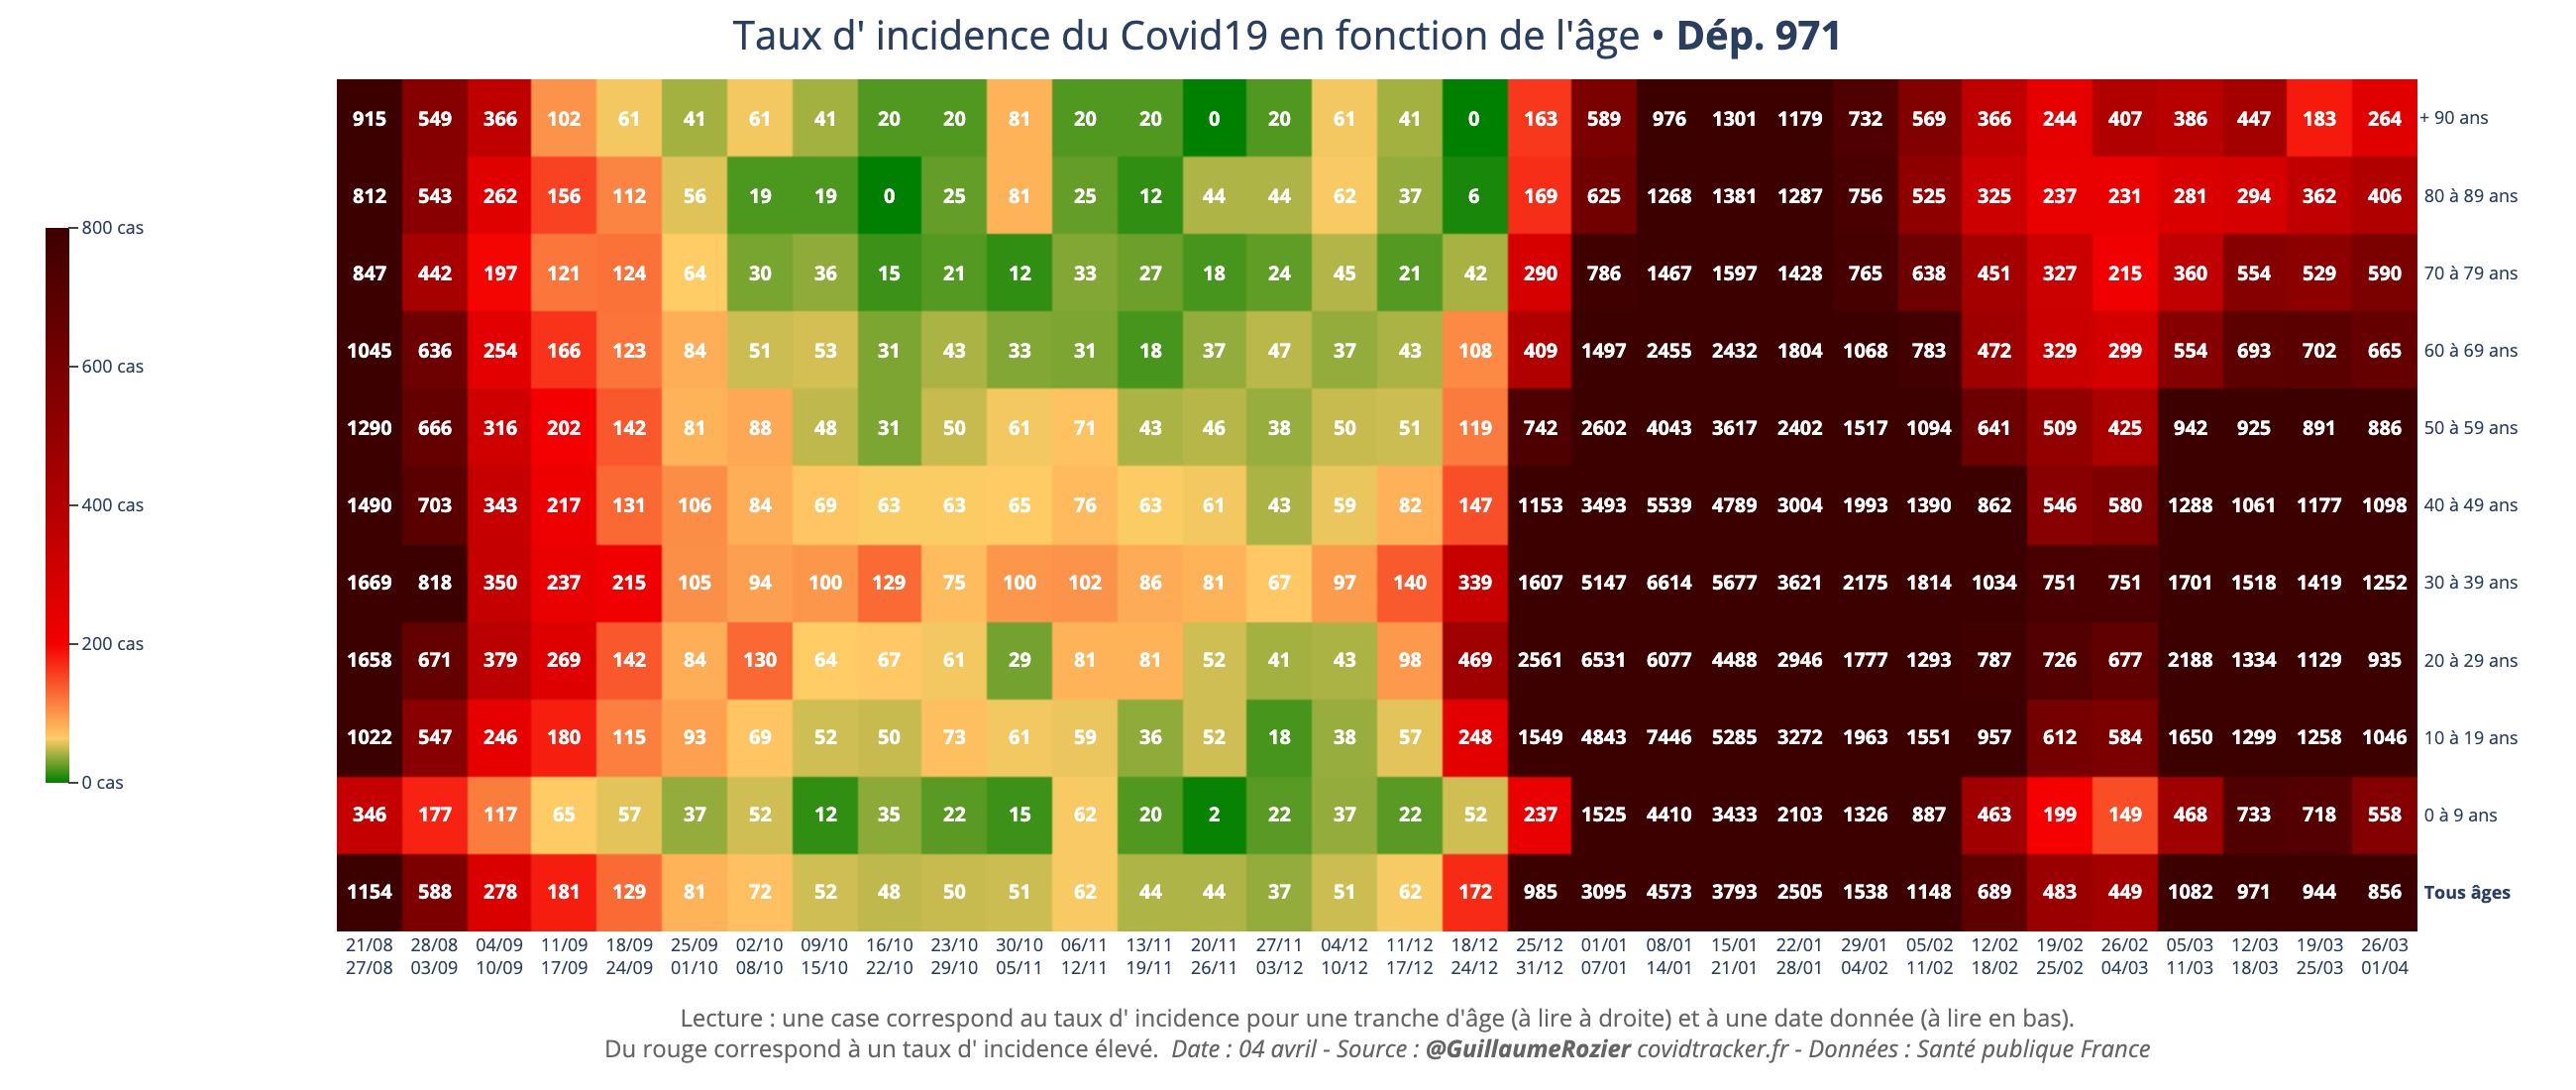 Taux d' incidence du Covid19 en fonction de l'âge • Dép. 971
800 cas
600 cas
400 cas
200 cas
0 cas
915 549 366 102 61 41 61 41 20 20 81 20 20 0 20 61 41 0 163 589 976 1301 1179 732 569 366 244 407 386 447 183 264 + 90 ans
812 543 262 156 112 56 19 19 0 25 81 25 12 44 44 62 37 6 169 625 1268 1381 1287 756 525 325 237 231 281 294 362 406 80 à 89 ans
847 442 197 121 124 64 30 36 15 21 12 33 27 18 24 45 21 42 290 786 1467 1597 1428 765 638 451 327 215 360 554 529 590 70 à 79 ans
1045 636 254 166 123 84 51 53 31 43 33 31 18 37 47 37 43 108 409 1497 2455 2432 1804 1068 783 472 329 299 554 693 702 665 60 à 69 ans
1290 666 316 202 142 81 88 48 31 50 61 71 43 46 38 50 51 119 742 2602 4043 3617 2402 1517 1094 641 509 425 942 925 891 886 50 à 59 ans
1490 703 343 217 131 106 84 69 63 63 65 76 63 61 43 59 82 147 1153 3493 5539 4789 3004 1993 1390 862 546 580 1288 1061 1177 1098 40 à 49 ans
1669 818 350 237 215 105 94 100 129 75 100 102 86 81 67 97 140 339 1607 5147 6614 5677 3621 2175 1814 1034 751 751 1701 1518 1419 1252 30 à 39 ans
1658 671 379 269 142 84 130 64 67 61 29 81 81 52 41 43 98 469 2561 6531 6077 4488 2946 1777 1293 787 726 677 2188 1334 1129 935 20 à 29 ans
1022 547 246 180 115 93 69 52 50 73 61 59 36 52 18 38 57 248 1549 4843 7446 5285 3272 1963 1551 957 612 584 1650 1299 1258 1046 10 à 19 ans
346 177 117 65 57 37 52 12 35 22 15 62 20 2 22 37 22 52 237 1525 4410 3433 2103 1326 887 463 199 149 468 733 718 558 0 à 9 ans
1154 588 278 181 129 81 72 52 48 50 51 62 44 44 37 51 62 172 985 3095 4573 3793 2505 1538 1148 689 483 449 1082 971 944 856 Tous âges
21/08 28/08 04/09 11/09 18/09 25/09 02/10 09/10 16/10 23/10 30/10 06/11 13/11 20/11 27/11 04/12 11/12 18/12 25/12 01/01 08/01 15/01 22/01 29/01 05/02 12/02 19/02 26/02 05/03 12/03 19/03 26/03
27/08 03/09 10/09 17/09 24/09 01/10 08/10 15/10 22/10 29/10 05/11 12/11 19/11 26/11 03/12 10/12 17/12 24/12 31/12 07/01 14/01 21/01 28/01 04/02 11/02 18/02 25/02 04/03 11/03 18/03 25/03 01/04
Lecture : une case correspond au taux d' incidence pour une tranche d'âge (à lire à droite) et à une date donnée (à lire en bas).
Du rouge correspond à un taux d' incidence élevé. Date : 04 avril - Source : @GuillaumeRozier covidtracker.fr - Données : Santé publique France